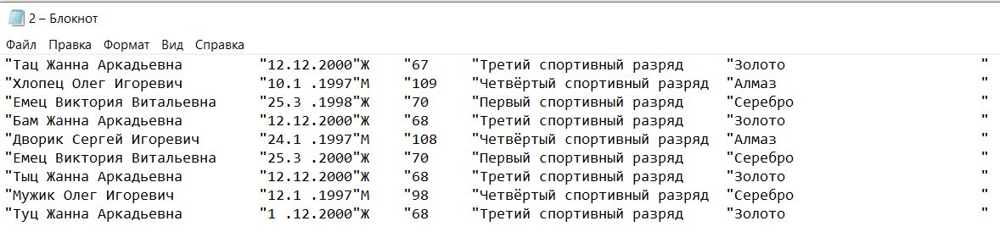 2 – Блокнот
Файл Правка Формат Вид Справка
"Тац Жанна Аркадьевна "12.12.2000"Ж "67 "Третий спортивный разряд "Золото "
"Хлопец Олег Игоревич "10.1 .1997"М "109 "Четвёртый спортивный разряд "Алмаз "
"Емец Виктория Витальевна "25.3 .1998"Ж "70 "Первый спортивный разряд "Серебро "
"Бам Жанна Аркадьевна "12.12.2000"Ж "68 "Третий спортивный разряд "Золото "
"Дворик Сергей Игоревич "24.1 .1997"М "108 "Четвёртый спортивный разряд "Алмаз "
"Емец Виктория Витальевна "25.3 .2000"Ж "70 "Первый спортивный разряд "Серебро "
"Тыц Жанна Аркадьевна "12.12.2000"Ж "68 "Третий спортивный разряд "Золото "
"Мужик Олег Игоревич "12.1 .1997"М "98 "Четвёртый спортивный разряд "Серебро "
"Туц Жанна Аркадьевна "1 .12.2000"Ж "68 "Третий спортивный разряд "Золото "